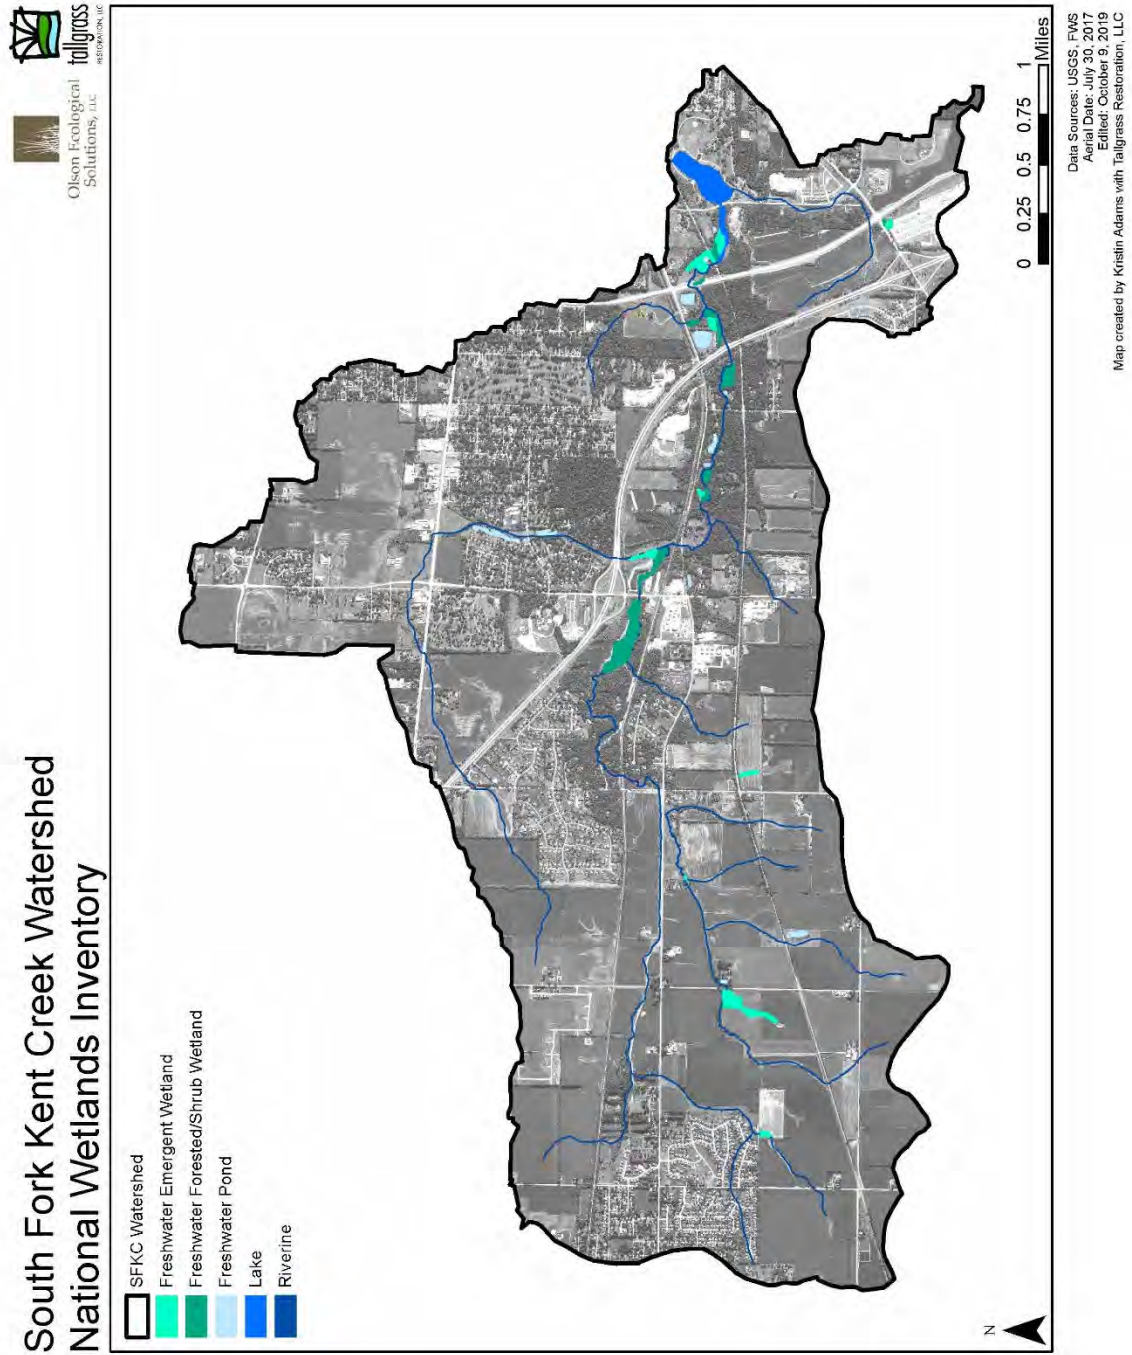 South Fork Kent Creek Watershed
National Wetlands Inventory
Olson Ecological
Solutions, LLC
tallgrass
RESTORATION, LLC
SFKC Watershed
Freshwater Emergent Wetland
Freshwater Forested/Shrub Wetland
Freshwater Pond
Lake
Riverine
N
0 0.25 0.5 0.75 1
Miles
Data Sources: USGS, FWS
Aerial Date: July 30, 2017
Edited: October 9, 2019
Map created by Kristin Adams with Tallgrass Restoration, LLC